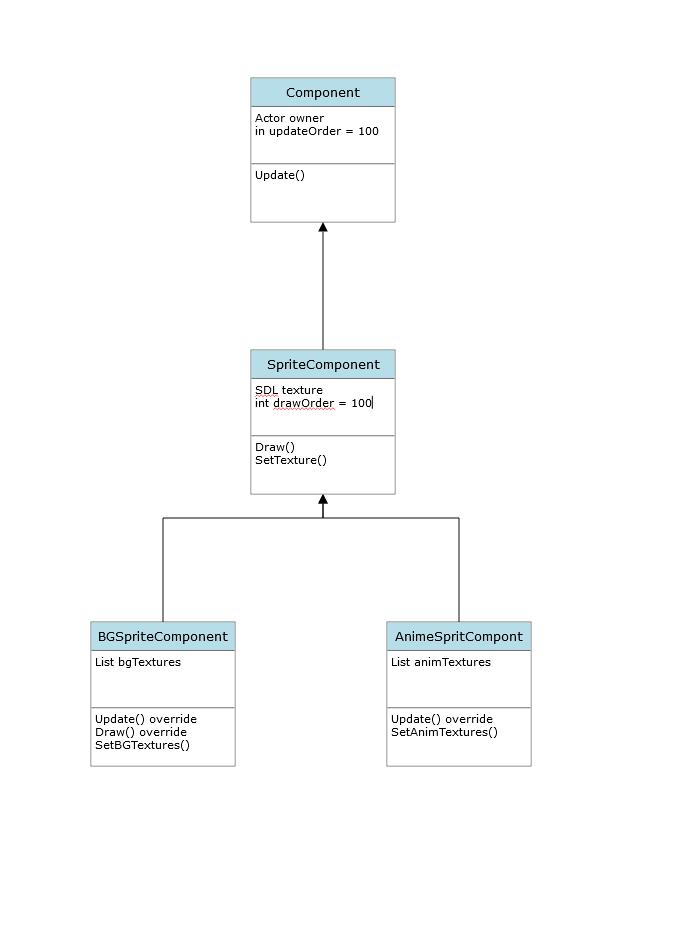 Component
Actor owner
in updateOrder = 100
Update()
SpriteComponent
SDL texture
int drawOrder = 100
Draw()
SetTexture()
BGSpriteComponent
List bgTextures
Update() override
Draw() override
SetBGTextures()
AnimeSpritCompont
List animTextures
Update() override
SetAnimTextures()